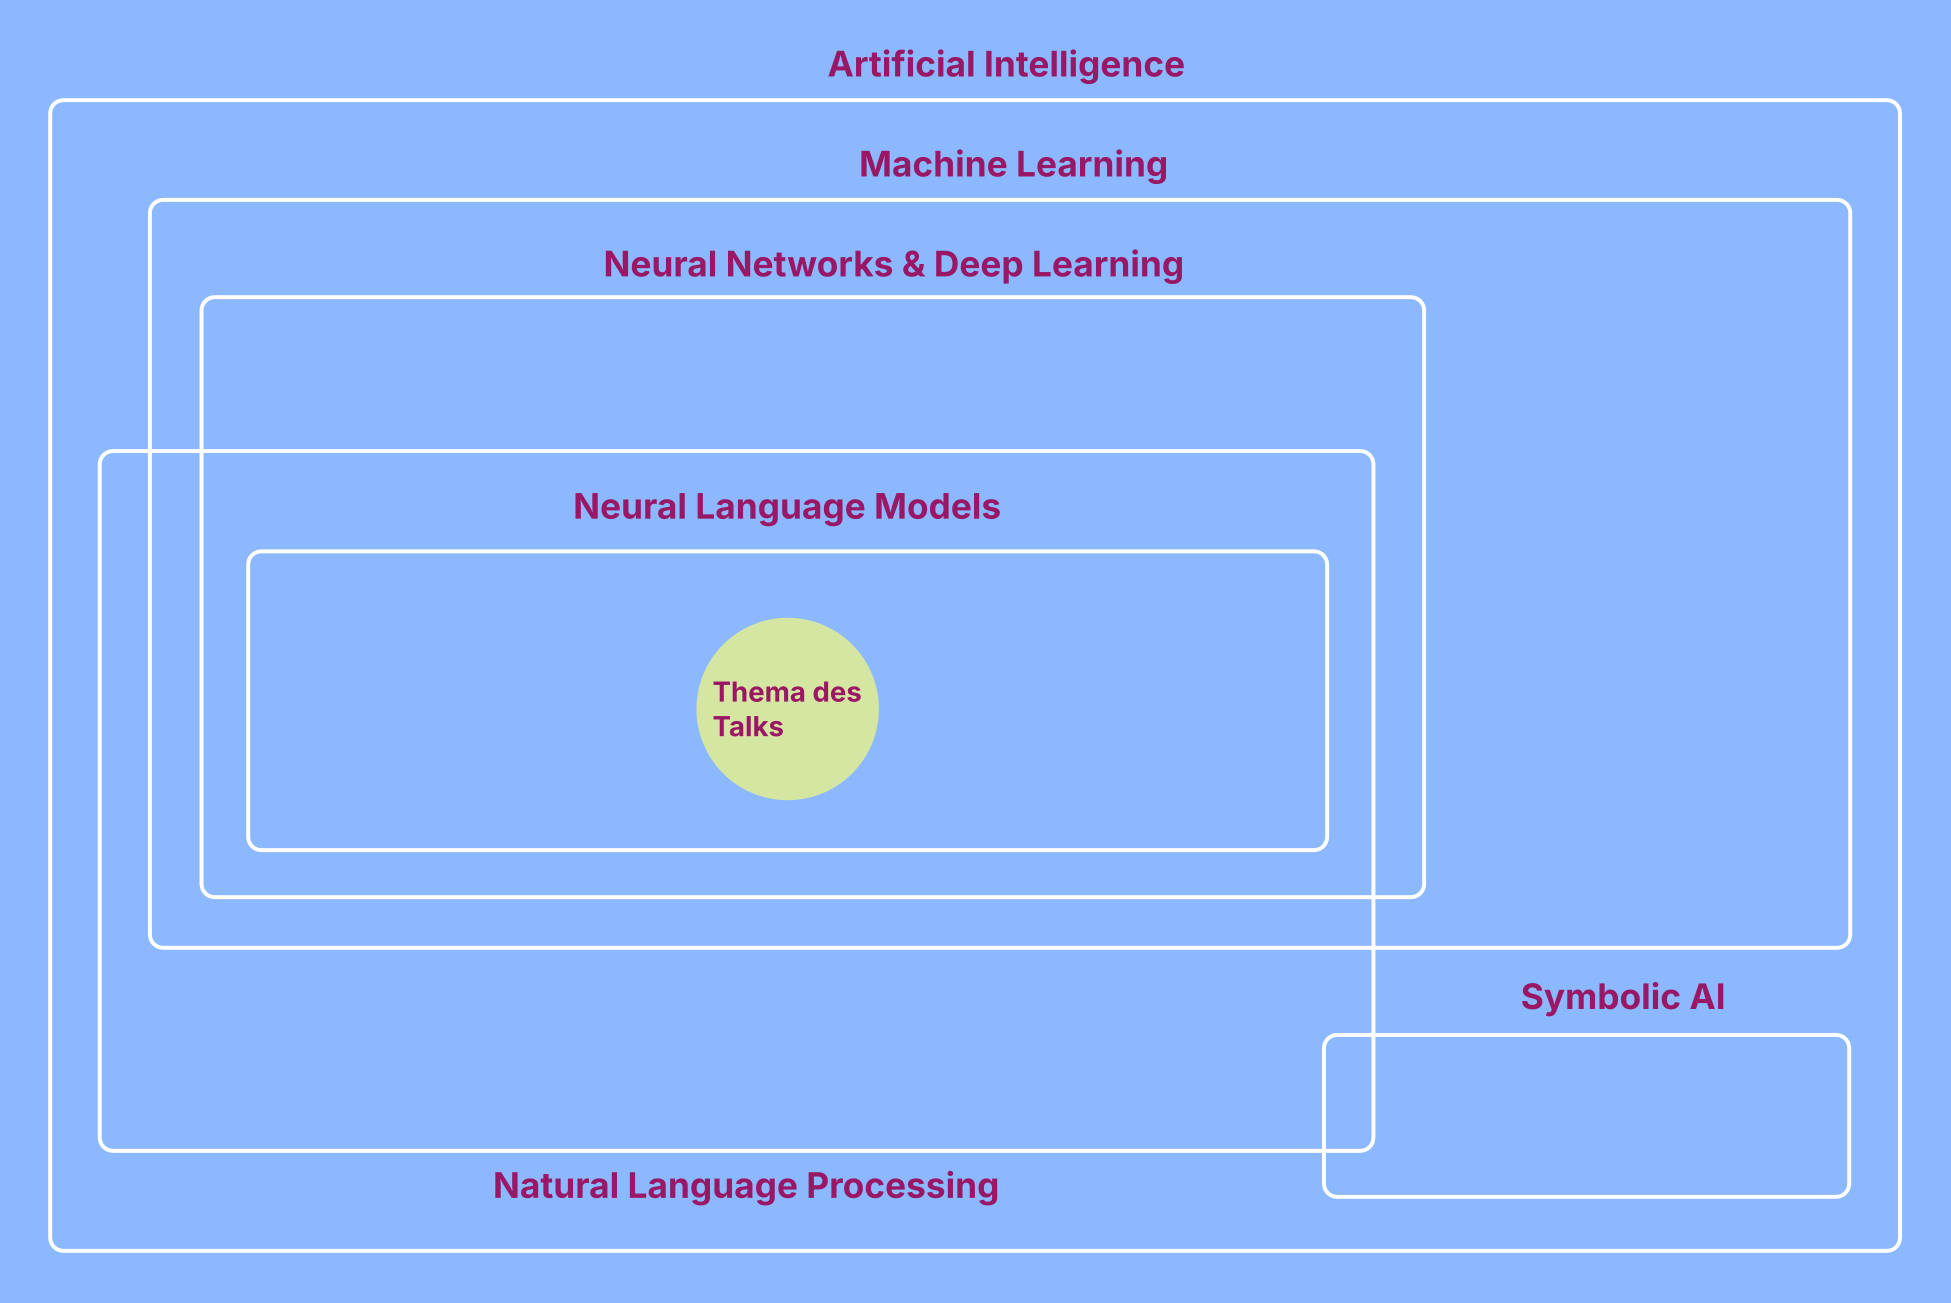 Artificial Intelligence
Machine Learning
Neural Networks & Deep Learning
Neural Language Models
Thema des
Talks
Symbolic AI
Natural Language Processing